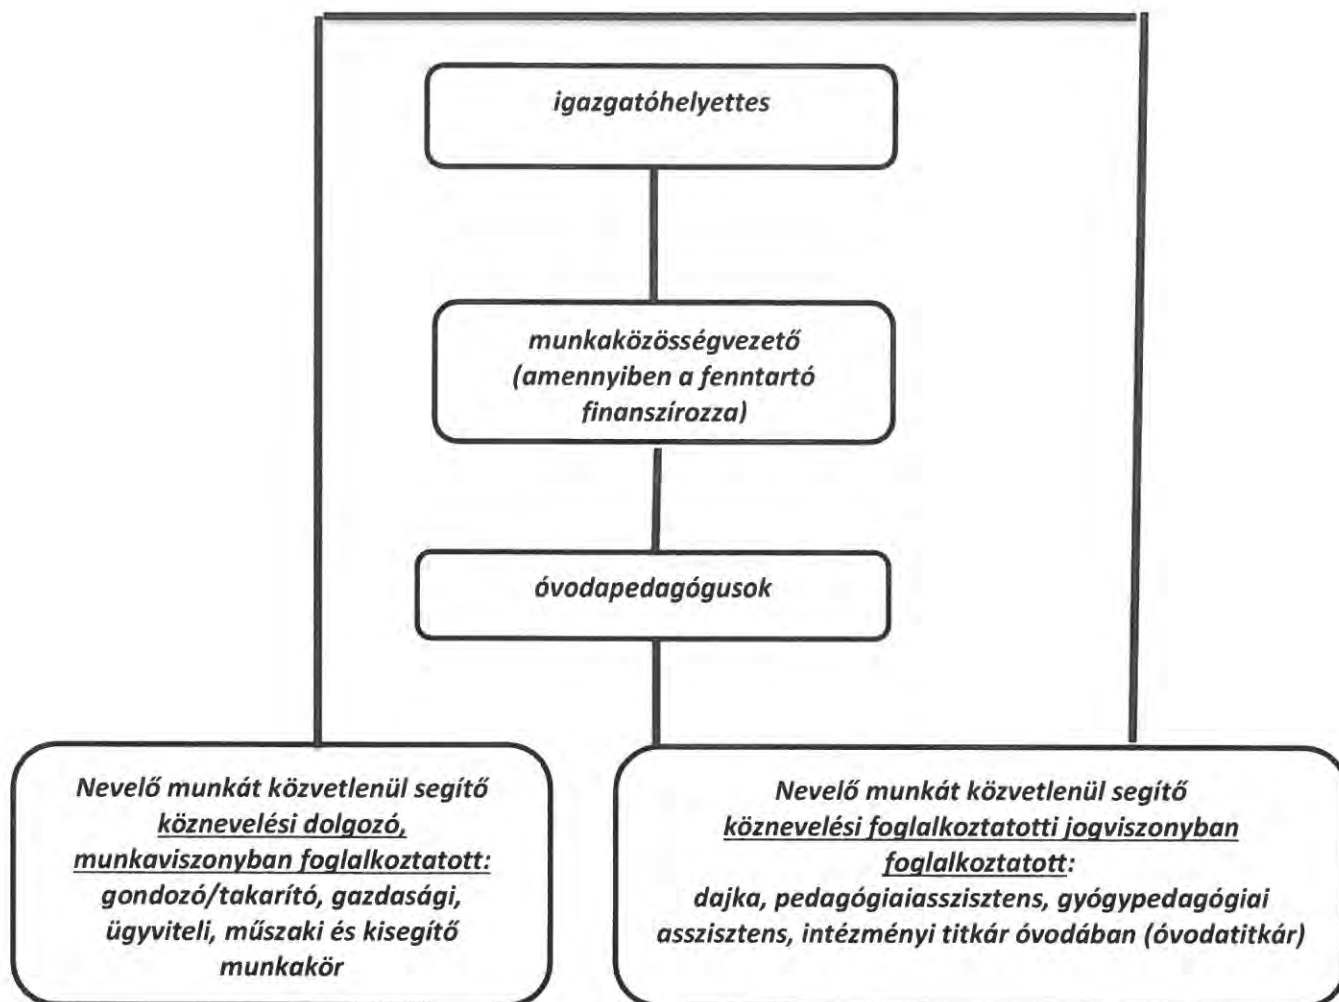 igazgatóhelyettes
munkaközösségvezető
(amennyiben a fenntartó
finanszírozza)
óvodapedagógusok
Nevelő munkát közvetlenül segítő
köznevelési dolgozó,
munkaviszonyban foglalkoztatott:
gondozó/takarító, gazdasági,
ügyviteli, műszaki és kisegítő
munkakör
Nevelő munkát közvetlenül segítő
köznevelési foglalkoztatotti jogviszonyban
foglalkoztatott:
dajka, pedagógiaiasszisztens, gyógypedagógiai
asszisztens, intézményi titkár óvodában (óvodatitkár)